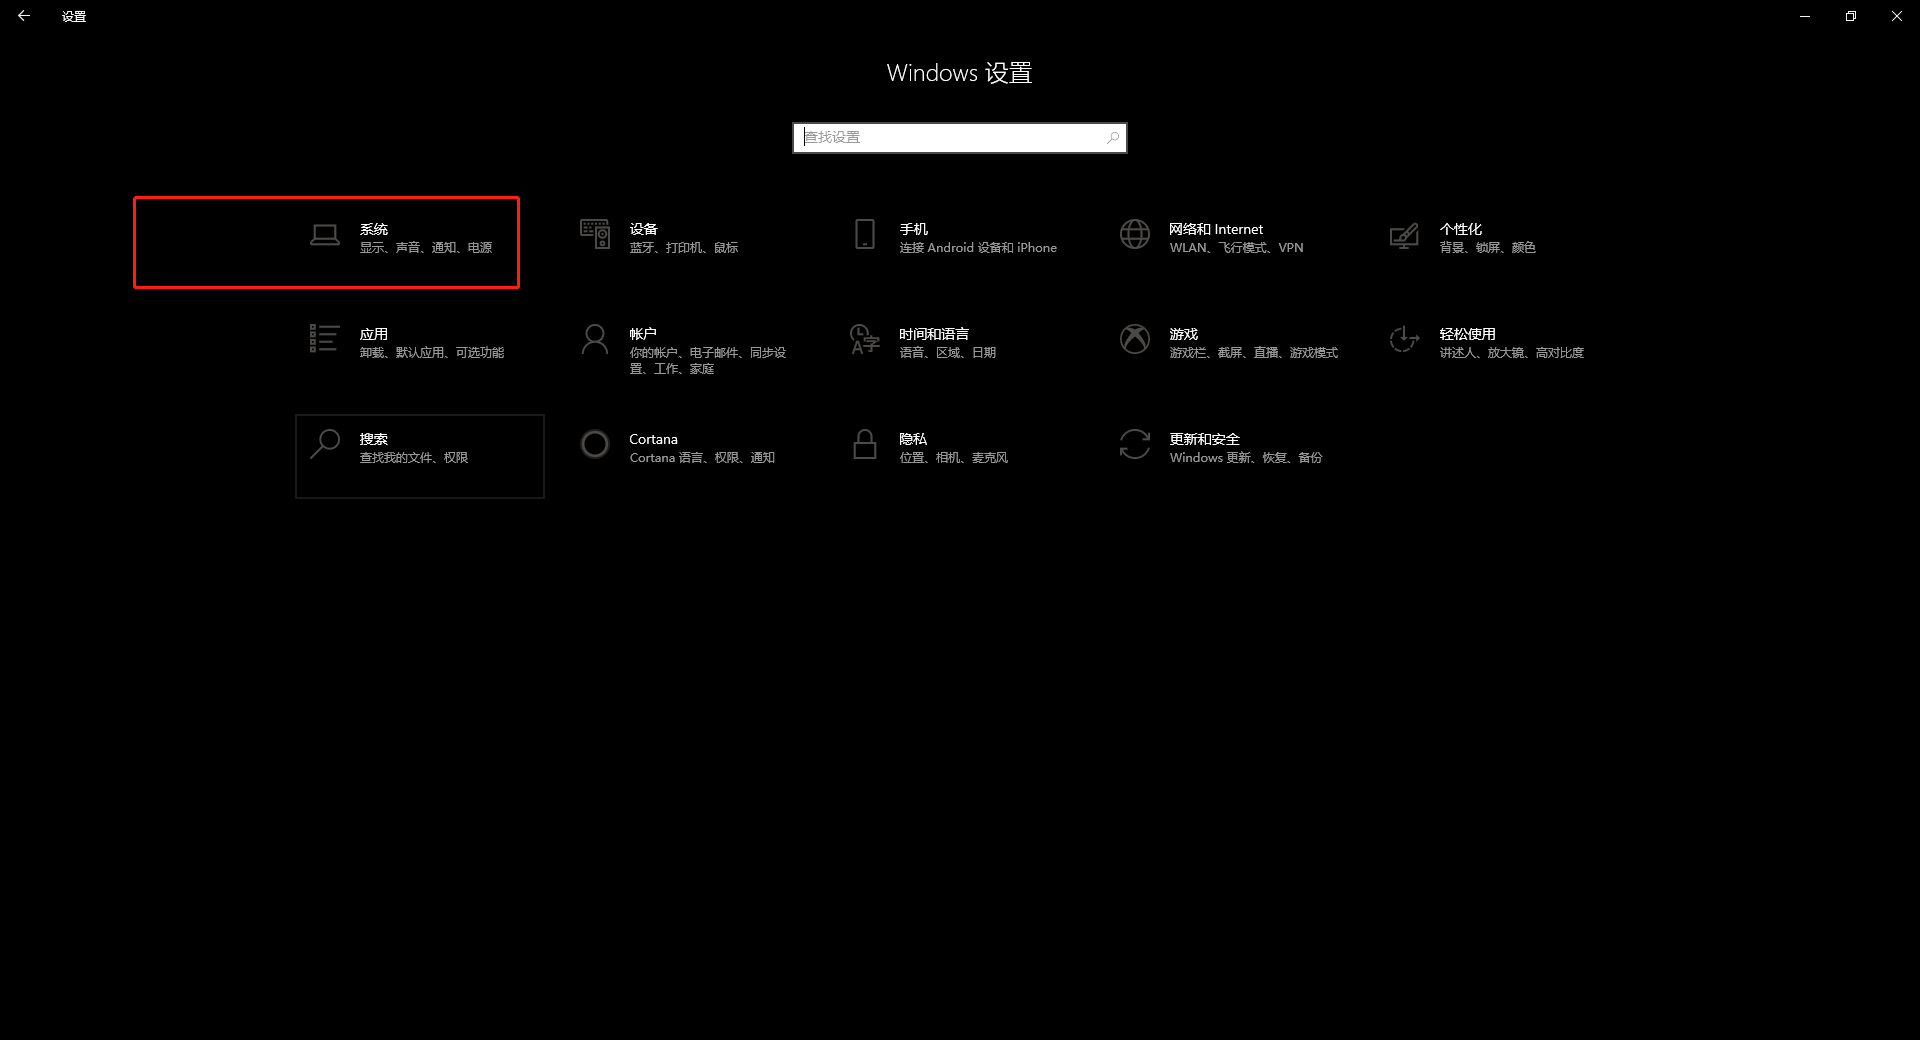 设置
Windows 设置
查找设置
系统
显示、声音、通知、电源
设备
蓝牙、打印机、鼠标
手机
连接 Android 设备和 iPhone
网络和 Internet
WLAN、飞行模式、VPN
个性化
背景、锁屏、颜色
应用
卸载、默认应用、可选功能
帐户
你的帐户、电子邮件、同步设
置、工作、家庭
时间和语言
语音、区域、日期
游戏
游戏栏、截屏、直播、游戏模式
轻松使用
讲述人、放大镜、高对比度
搜索
查找我的文件、权限
Cortana
Cortana 语言、权限、通知
隐私
位置、相机、麦克风
更新和安全
Windows 更新、恢复、备份